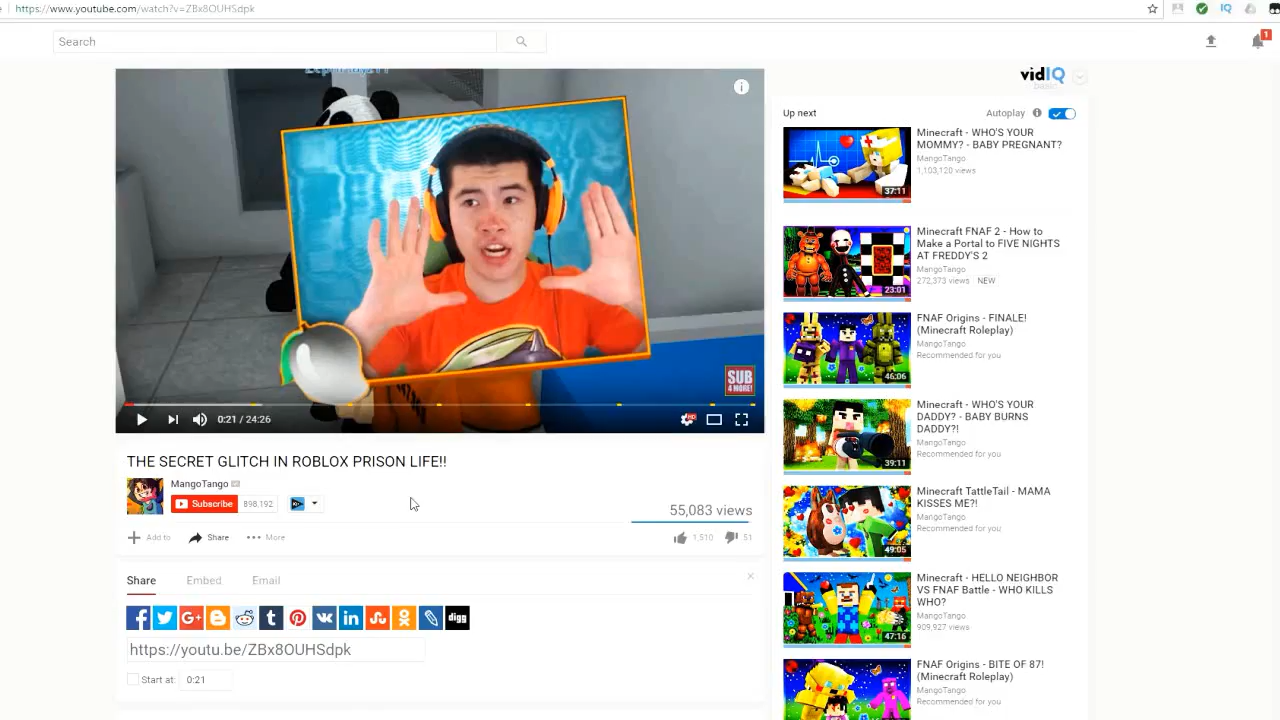 https://www.youtube.com/watch?v=ZBx8OUHSdpk
IQ
Search
1
vidIQ
SUB
4 MORE!
0:21 / 24:26
HD
THE SECRET GLITCH IN ROBLOX PRISON LIFE!!
MangoTango
Subscribe
898,192
55,083 views
Add to
Share
More
1,510
51
Share
Embed
Email
digg
https://youtu.be/ZBx8OUHSdpk
Start at:
0:21
Up next
Autoplay
37:11
Minecraft - WHO'S YOUR
MOMMY? - BABY PREGNANT?
MangoTango
1,103,120 views
23:01
Minecraft FNAF 2 - How to
Make a Portal to FIVE NIGHTS
AT FREDDY'S 2
MangoTango
272,373 views NEW
46:06
FNAF Origins - FINALE!
(Minecraft Roleplay)
MangoTango
Recommended for you
39:11
Minecraft - WHO'S YOUR
DADDY? - BABY BURNS
DADDY?!
MangoTango
Recommended for you
49:05
Minecraft TattleTail - MAMA
KISSES ME?!
MangoTango
Recommended for you
47:16
Minecraft - HELLO NEIGHBOR
VS FNAF Battle - WHO KILLS
WHO?
MangoTango
909,927 views
FNAF Origins - BITE OF 87!
(Minecraft Roleplay)
MangoTango
Recommended for you